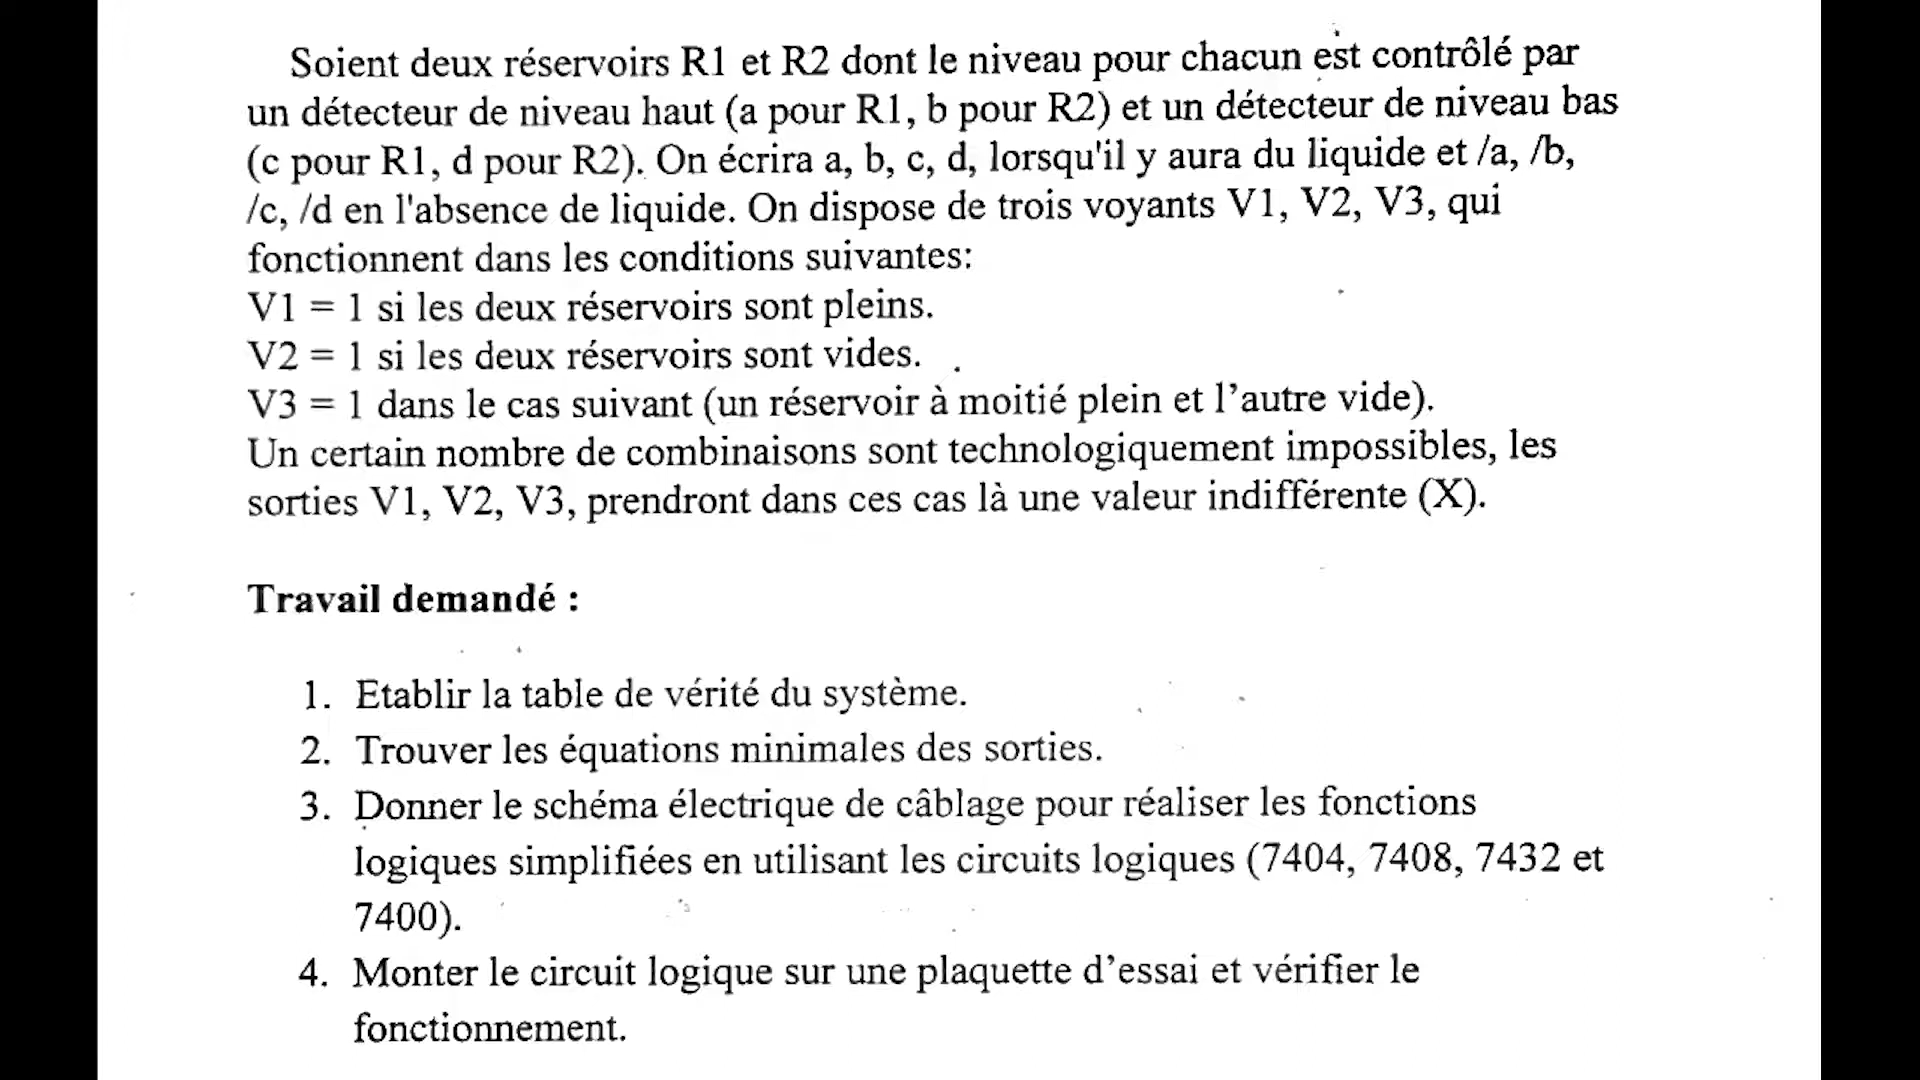 Soient deux réservoirs R1 et R2 dont le niveau pour chacun est contrôlé par
un détecteur de niveau haut (a pour R1, b pour R2) et un détecteur de niveau bas
(c pour R1, d pour R2). On écrira a, b, c, d, lorsqu'il y aura du liquide et /a, /b,
/c, /d en l'absence de liquide. On dispose de trois voyants V1, V2, V3, qui
fonctionnent dans les conditions suivantes:
V1 = 1 si les deux réservoirs sont pleins.
V2 = 1 si les deux réservoirs sont vides.
V3 = 1 dans le cas suivant (un réservoir à moitié plein et l’autre vide).
Un certain nombre de combinaisons sont technologiquement impossibles, les
sorties V1, V2, V3, prendront dans ces cas là une valeur indifférente (X).
Travail demandé :
1. Etablir la table de vérité du système.
2. Trouver les équations minimales des sorties.
3. Donner le schéma électrique de câblage pour réaliser les fonctions
logiques simplifiées en utilisant les circuits logiques (7404, 7408, 7432 et
7400).
4. Monter le circuit logique sur une plaquette d’essai et vérifier le
fonctionnement.